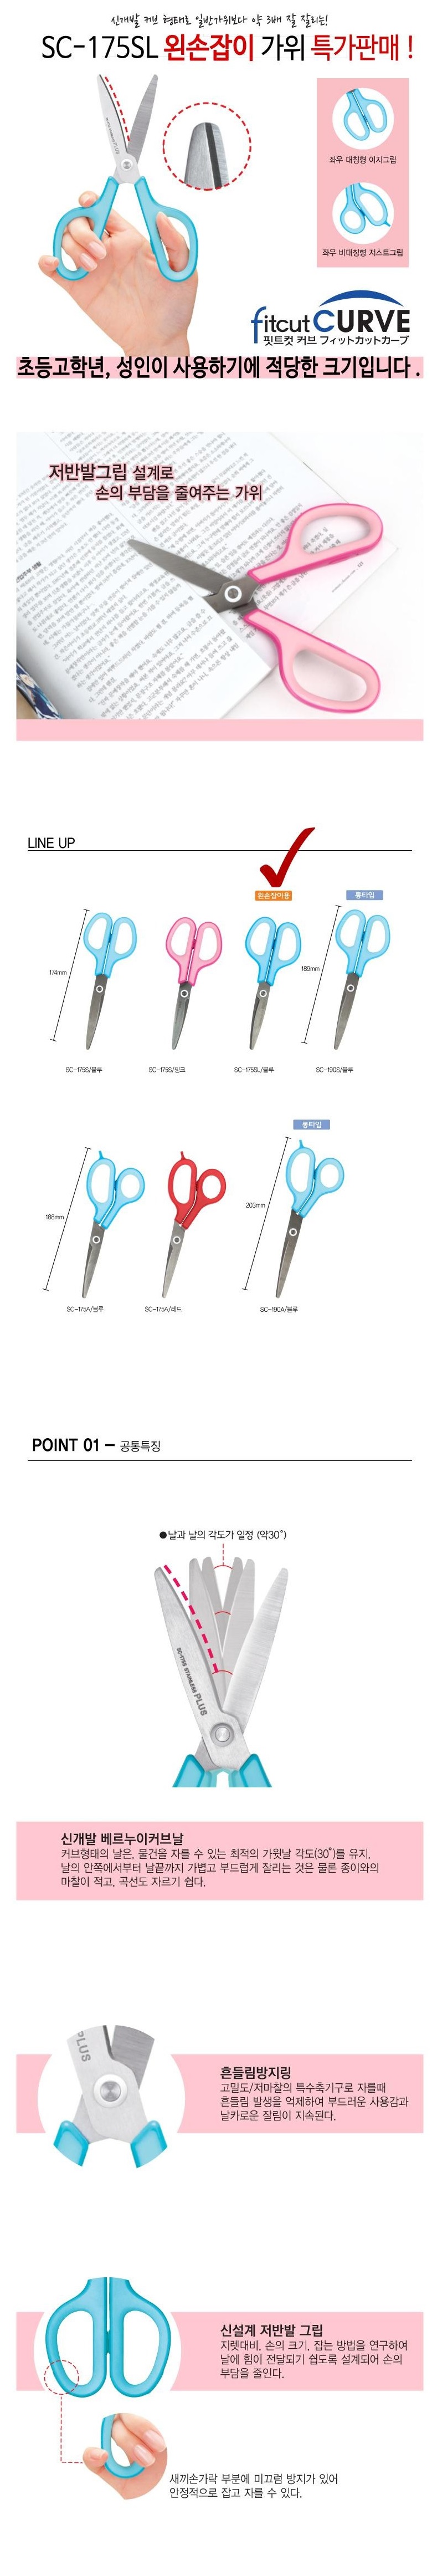 신개발 커브 형태로 일반가위보다 약 3배 잘 잘리는!
SC-175SL 왼손잡이 가위 특가판매 !
좌우 대칭형 이지그립
좌우 비대칭형 저스트그립
fitcut CURVE
핏트컷 커브 フィットカットカーブ
초등고학년, 성인이 사용하기에 적당한 크기입니다 .
저반발그립 설계로
손의 부담을 줄여주는 가위
LINE UP
왼손잡이용
롱타입
174mm
189mm
SC-175S/블루
SC-175S/핑크
SC-175SL/블루
SC-190S/블루
롱타입
188mm
203mm
SC-175A/블루
SC-175A/레드
SC-190A/블루
POINT 01 - 공통특징
●날과 날의 각도가 일정 (약30˚)
SC-175S STAINLESS PLUS
신개발 베르누이커브날
커브형태의 날은, 물건을 자를 수 있는 최적의 가윗날 각도(30˚)를 유지,
날의 안쪽에서부터 날끝까지 가볍고 부드럽게 잘리는 것은 물론 종이와의
마찰이 적고, 곡선도 자르기 쉽다.
PLUS
흔들림방지링
고밀도/저마찰의 특수축기구로 자를때
흔들림 발생을 억제하여 부드러운 사용감과
날카로운 잘림이 지속된다.
신설계 저반발 그립
지렛대비, 손의 크기, 잡는 방법을 연구하여
날에 힘이 전달되기 쉽도록 설계되어 손의
부담을 줄인다.
새끼손가락 부분에 미끄럼 방지가 있어
안정적으로 잡고 자를 수 있다.